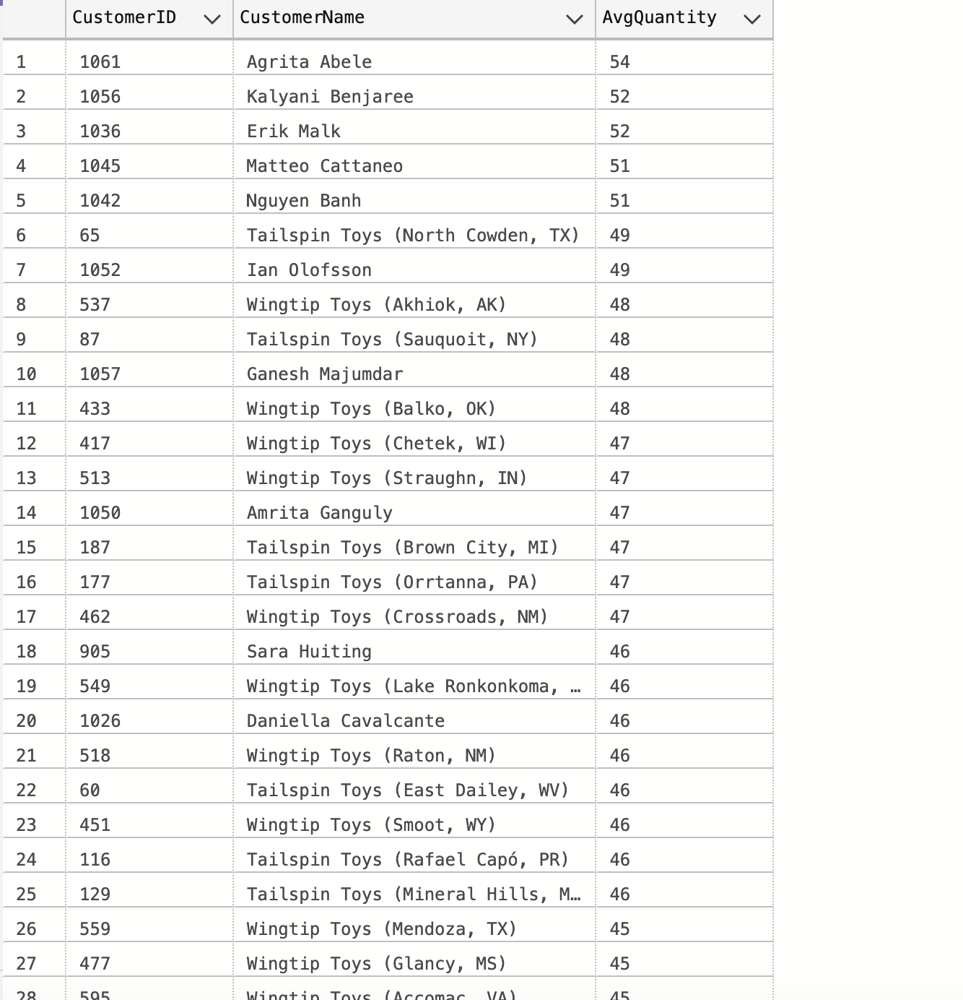 CustomerID CustomerName AvgQuantity
1 1061 Agrita Abele 54
2 1056 Kalyani Benjaree 52
3 1036 Erik Malk 52
4 1045 Matteo Cattaneo 51
5 1042 Nguyen Banh 51
6 65 Tailspin Toys (North Cowden, TX) 49
7 1052 Ian Olofsson 49
8 537 Wingtip Toys (Akhiok, AK) 48
9 87 Tailspin Toys (Sauquoit, NY) 48
10 1057 Ganesh Majumdar 48
11 433 Wingtip Toys (Balko, OK) 48
12 417 Wingtip Toys (Chetek, WI) 47
13 513 Wingtip Toys (Straughn, IN) 47
14 1050 Amrita Ganguly 47
15 187 Tailspin Toys (Brown City, MI) 47
16 177 Tailspin Toys (Orrtanna, PA) 47
17 462 Wingtip Toys (Crossroads, NM) 47
18 905 Sara Huiting 46
19 549 Wingtip Toys (Lake Ronkonkoma, … 46
20 1026 Daniella Cavalcante 46
21 518 Wingtip Toys (Raton, NM) 46
22 60 Tailspin Toys (East Dailey, WV) 46
23 451 Wingtip Toys (Smoot, WY) 46
24 116 Tailspin Toys (Rafael Capó, PR) 46
25 129 Tailspin Toys (Mineral Hills, M… 46
26 559 Wingtip Toys (Mendoza, TX) 45
27 477 Wingtip Toys (Glancy, MS) 45
28 595 Wingtip Toys (Accomac, VA) 45